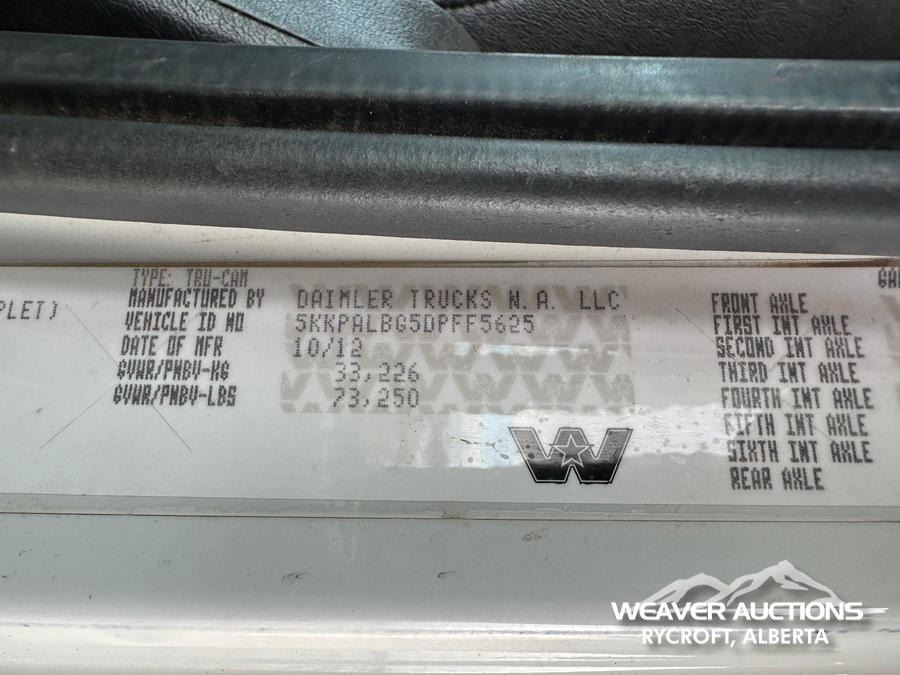 PLET)
TYPE: TRU-CAM
MANUFACTURED BY DAIMLER TRUCKS N.A. LLC
VEHICLE ID NO 5KKPALBG5DPFF5625
DATE OF MFR 10/12
GVWR/PNBV-KG 33,226
GVWR/PNBV-LBS 73,250
GA
FRONT AXLE
FIRST INT AXLE
SECOND INT AXLE
THIRD INT AXLE
FOURTH INT AXLE
FIFTH INT AXLE
SIXTH INT AXLE
REAR AXLE
W
WEAVER AUCTIONS
RYCROFT, ALBERTA